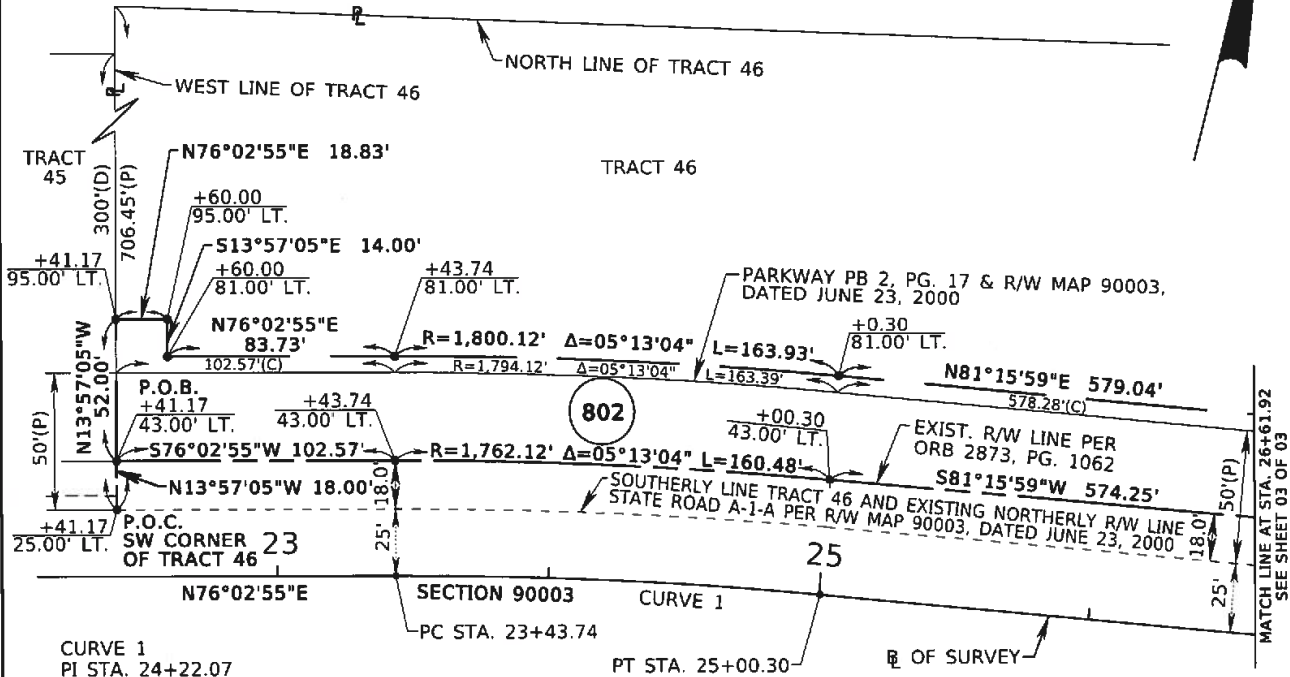 ℄
NORTH LINE OF TRACT 46
WEST LINE OF TRACT 46
℄
TRACT
45
300'(D)
706.45'(P)
N76°02'55"E 18.83'
TRACT 46
+60.00
95.00' LT.
S13°57'05"E 14.00'
+41.17
95.00' LT.
+60.00
81.00' LT.
+43.74
81.00' LT.
PARKWAY PB 2, PG. 17 & R/W MAP 90003,
DATED JUNE 23, 2000
+0.30
81.00' LT.
N76°02'55"E
83.73'
102.57'(C)
R=1,800.12' Δ=05°13'04" L=163.93'
R=1,794.12' Δ=05°13'04" L=163.39'
N81°15'59"E 579.04'
578.28'(C)
N13°57'05"W
52.00'
50'(P)
P.O.B.
+41.17
43.00' LT.
+43.74
43.00' LT.
802
+00.30
43.00' LT.
EXIST. R/W LINE PER
ORB 2873, PG. 1062
S76°02'55"W 102.57'
R=1,762.12' Δ=05°13'04" L=160.48'
S81°15'59"W 574.25'
N13°57'05"W 18.00'
18.0'
SOUTHERLY LINE TRACT 46 AND EXISTING NORTHERLY R/W LINE
STATE ROAD A-1-A PER R/W MAP 90003, DATED JUNE 23, 2000
18.0'
50'(P)
+41.17
25.00' LT.
P.O.C.
SW CORNER
OF TRACT 46
23
25'
25
25'
MATCH LINE AT STA. 26+61.92
SEE SHEET 03 OF 03
N76°02'55"E
SECTION 90003
CURVE 1
PC STA. 23+43.74
PT STA. 25+00.30
℄ OF SURVEY
CURVE 1
PI STA. 24+22.07